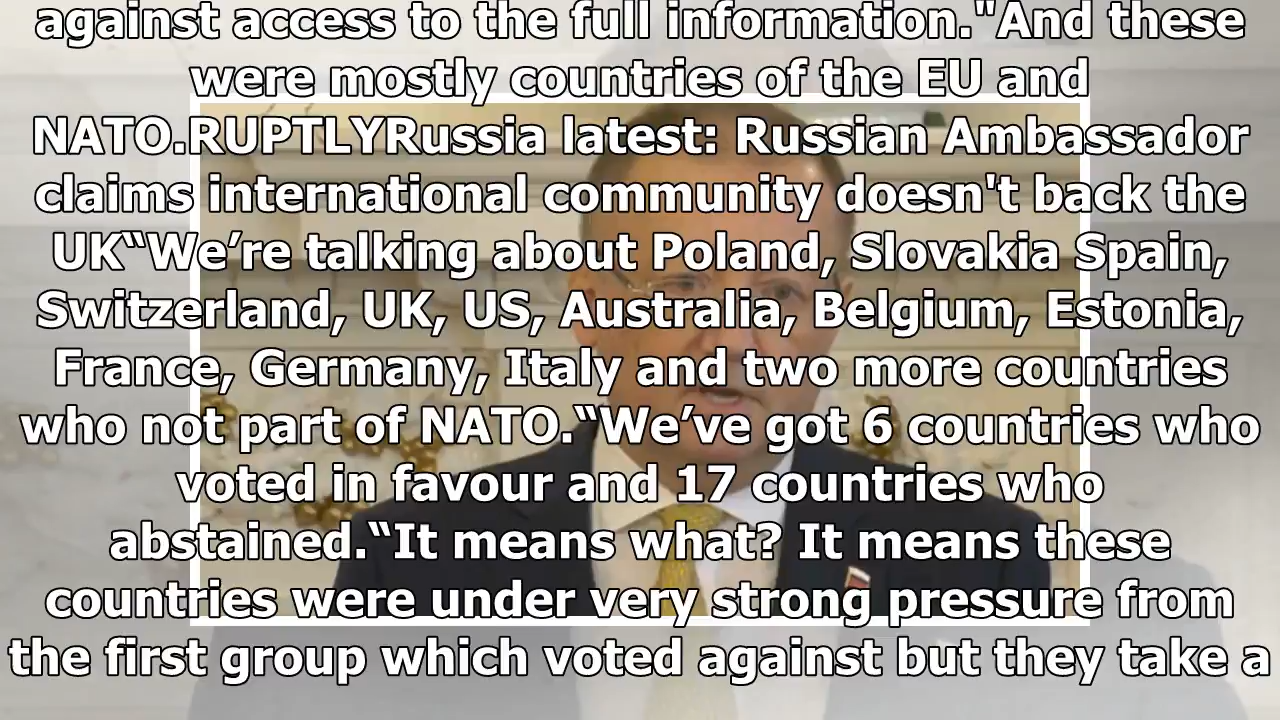 against access to the full information."And these
were mostly countries of the EU and
NATO.RUPTLYRussia latest: Russian Ambassador
claims international community doesn't back the
UK“We’re talking about Poland, Slovakia Spain,
Switzerland, UK, US, Australia, Belgium, Estonia,
France, Germany, Italy and two more countries
who not part of NATO.“We’ve got 6 countries who
voted in favour and 17 countries who
abstained.“It means what? It means these
countries were under very strong pressure from
the first group which voted against but they take a